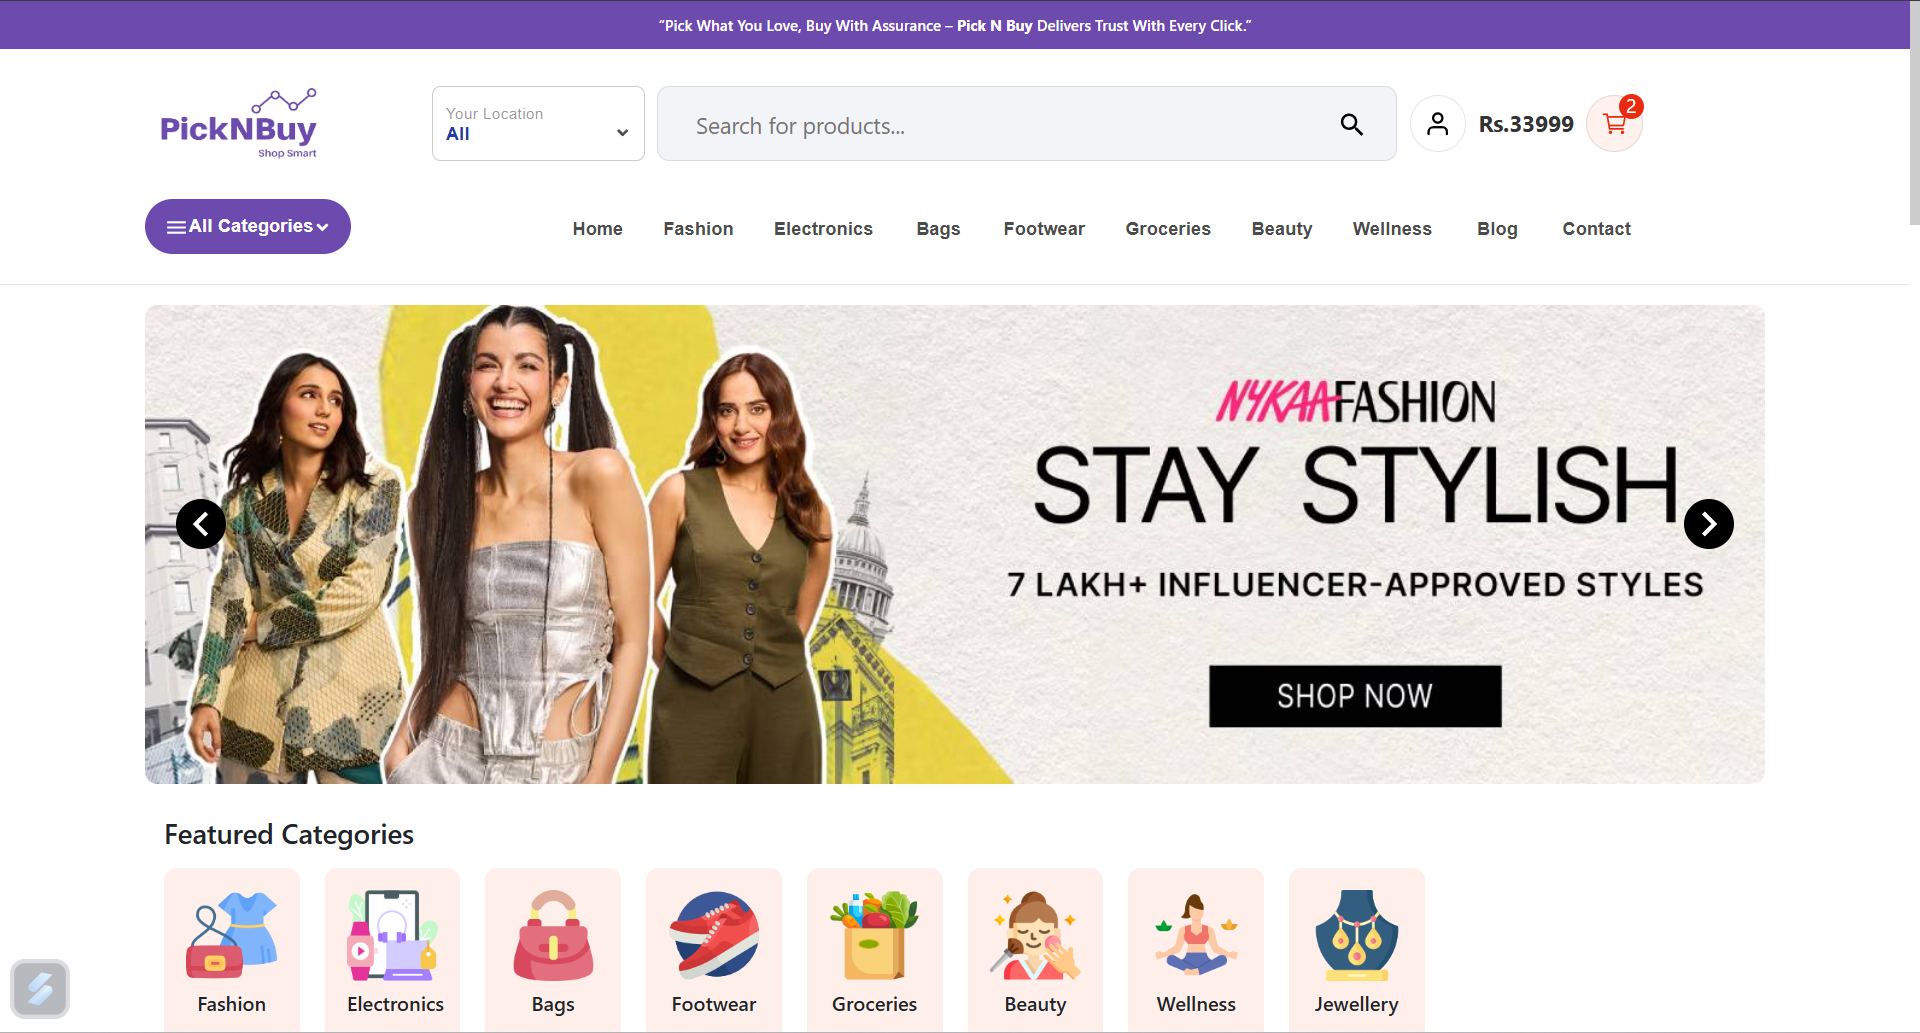 “Pick What You Love, Buy With Assurance – Pick N Buy Delivers Trust With Every Click.”
PickNBuy
Shop Smart
Your Location
All
Search for products...
Rs.33999
2
All Categories
Home
Fashion
Electronics
Bags
Footwear
Groceries
Beauty
Wellness
Blog
Contact
NYKAA FASHION
STAY STYLISH
7 LAKH+ INFLUENCER-APPROVED STYLES
SHOP NOW
Featured Categories
Fashion
Electronics
Bags
Footwear
Groceries
Beauty
Wellness
Jewellery